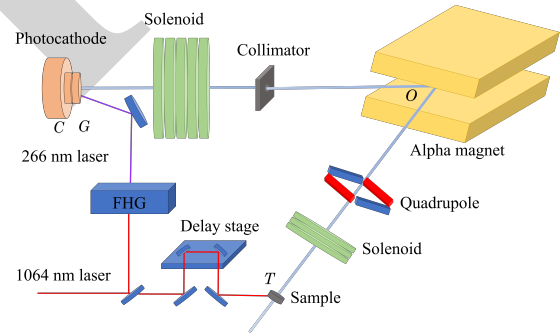 Solenoid
Photocathode
Collimator
C G
O
Alpha magnet
266 nm laser
FHG
Quadrupole
Delay stage
Solenoid
1064 nm laser
T
Sample